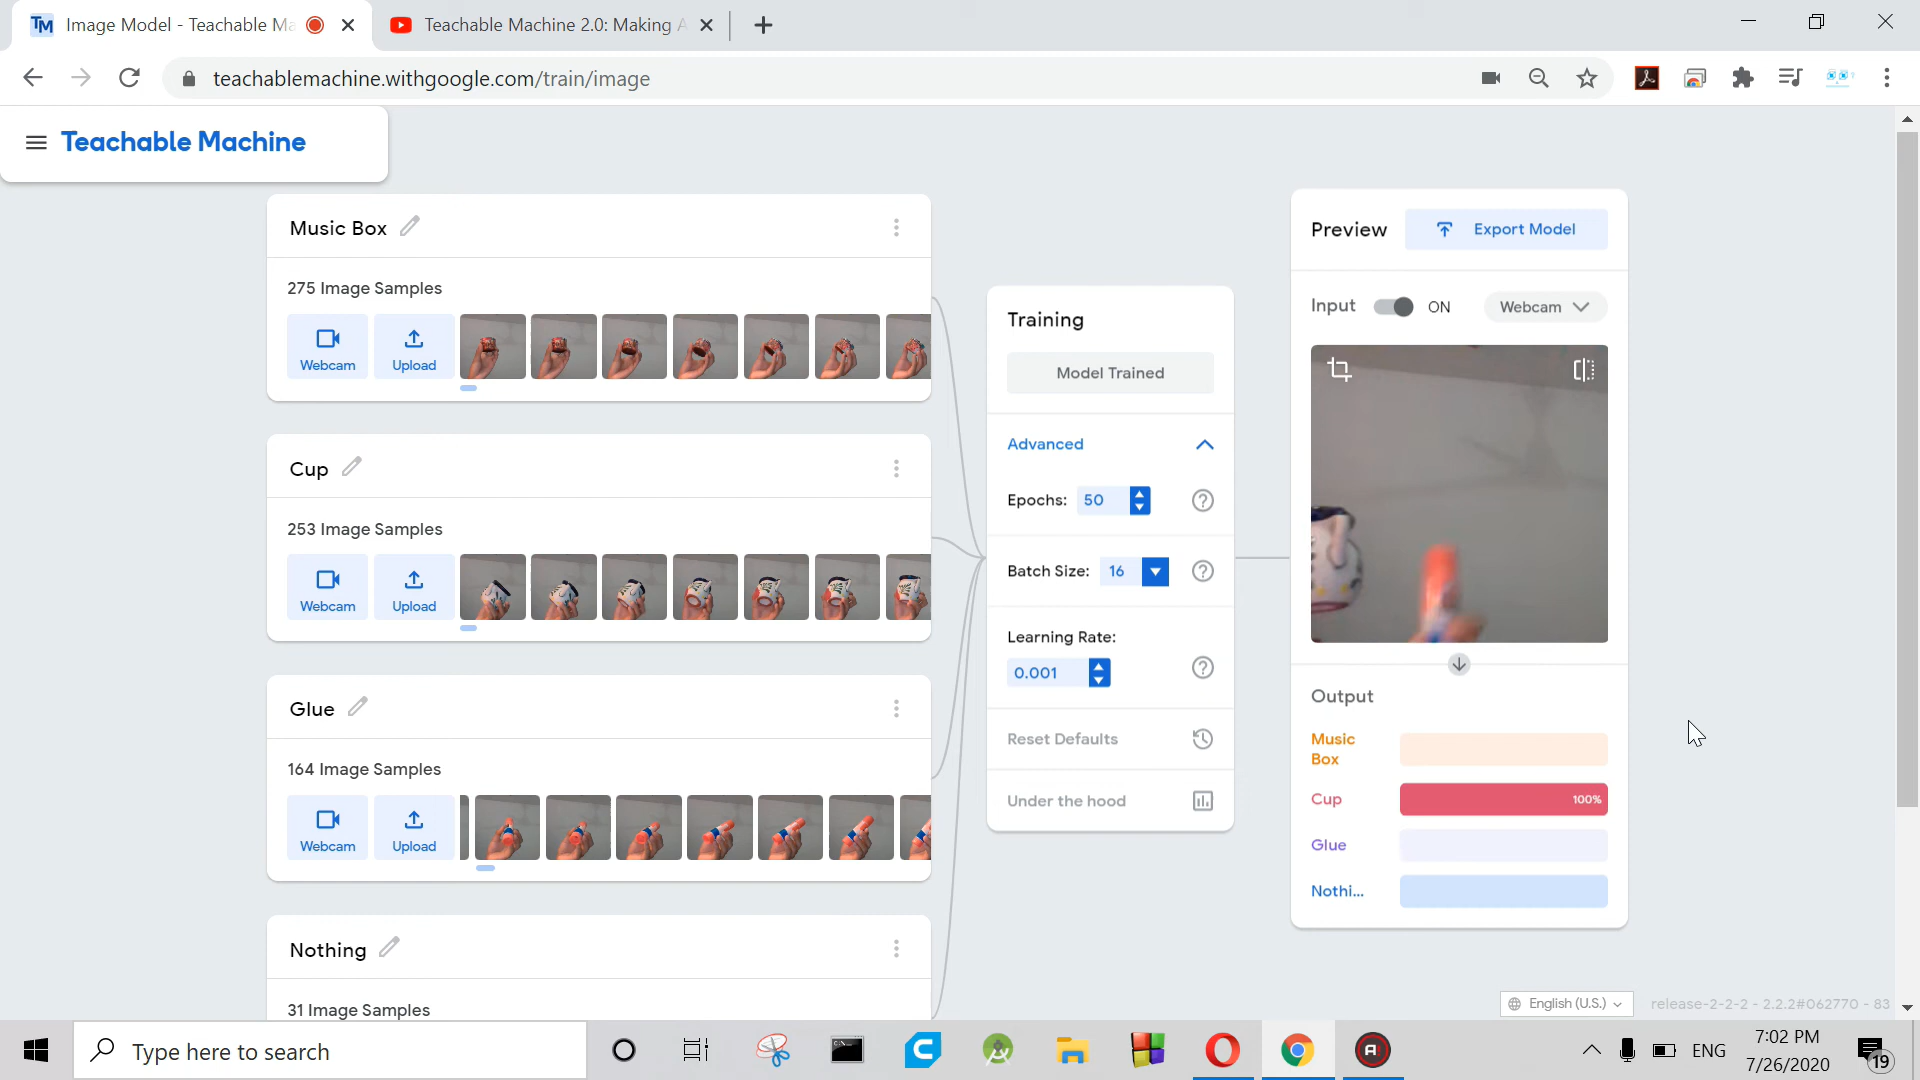 Image Model - Teachable Ma
Teachable Machine 2.0: Making A
teachablemachine.withgoogle.com/train/image
Teachable Machine
Music Box
275 Image Samples
Webcam
Upload
Cup
253 Image Samples
Webcam
Upload
Glue
164 Image Samples
Webcam
Upload
Nothing
31 Image Samples
Training
Model Trained
Advanced
Epochs: 50
Batch Size: 16
Learning Rate:
0.001
Reset Defaults
Under the hood
Preview
Export Model
Input ON Webcam
Output
Music
Box
Cup 100%
Glue
Nothi...
English (U.S.)
release-2-2-2 - 2.2.2#062770 - 83
Type here to search
ENG
7:02 PM
7/26/2020
19